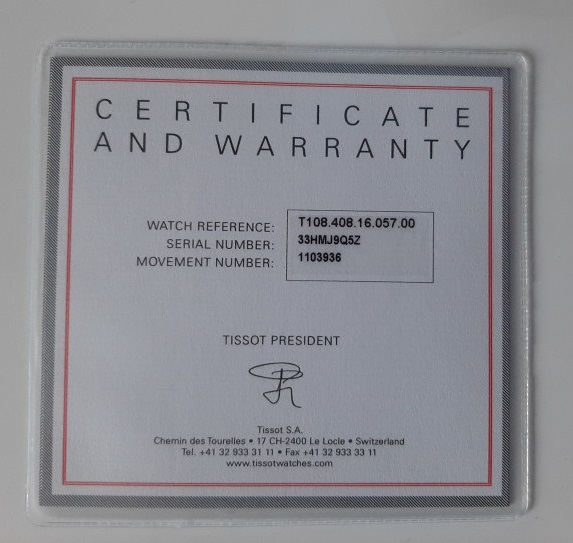 CERTIFICATE
AND WARRANTY
WATCH REFERENCE: T108.408.16.057.00
SERIAL NUMBER: 33HMJ9Q5Z
MOVEMENT NUMBER: 1103936
TISSOT PRESIDENT
Tissot S.A.
Chemin des Tourelles • 17 CH-2400 Le Locle • Switzerland
Tel. +41 32 933 31 11 • Fax +41 32 933 33 11
www.tissotwatches.com